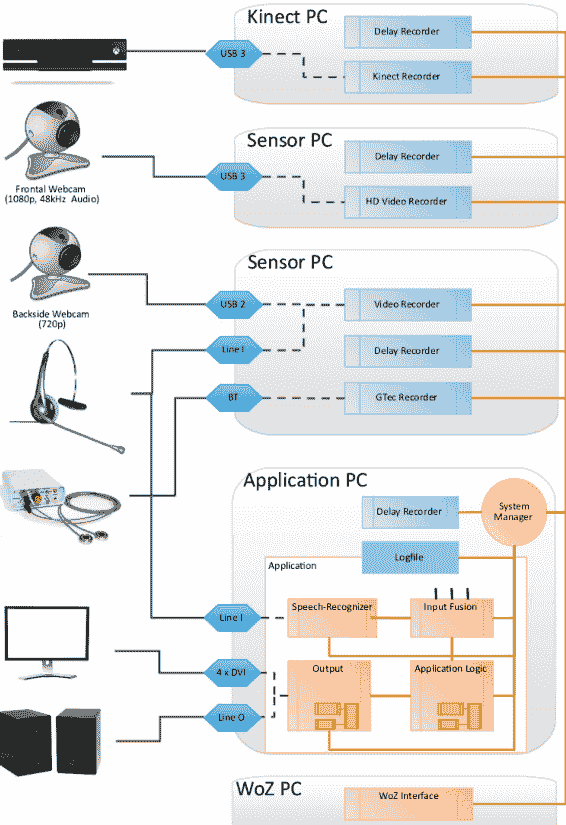 Kinect PC
Delay Recorder
USB 3
Kinect Recorder
Sensor PC
Delay Recorder
USB 3
HD Video Recorder
Frontal Webcam
(1080p, 48kHz Audio)
Sensor PC
USB 2
Video Recorder
Backside Webcam
(720p)
Line I
Delay Recorder
BT
GTec Recorder
Application PC
Delay Recorder
System
Manager
Logfile
Application
Line I
Speech-Recognizer
Input Fusion
4 x DVI
Output
Application Logic
Line O
WoZ PC
WoZ Interface